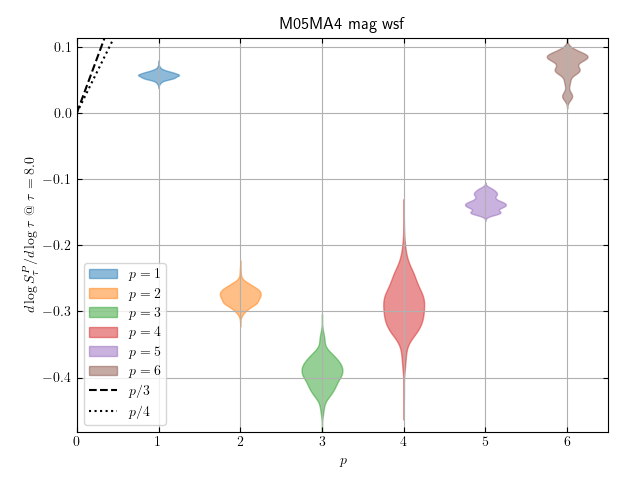 M05MA4 mag wsf
d log S_τ^P / d log τ @ τ = 8.0
0.1
0.0
−0.1
−0.2
−0.3
−0.4
p = 1
p = 2
p = 3
p = 4
p = 5
p = 6
p/3
p/4
0 1 2 3 4 5 6
p